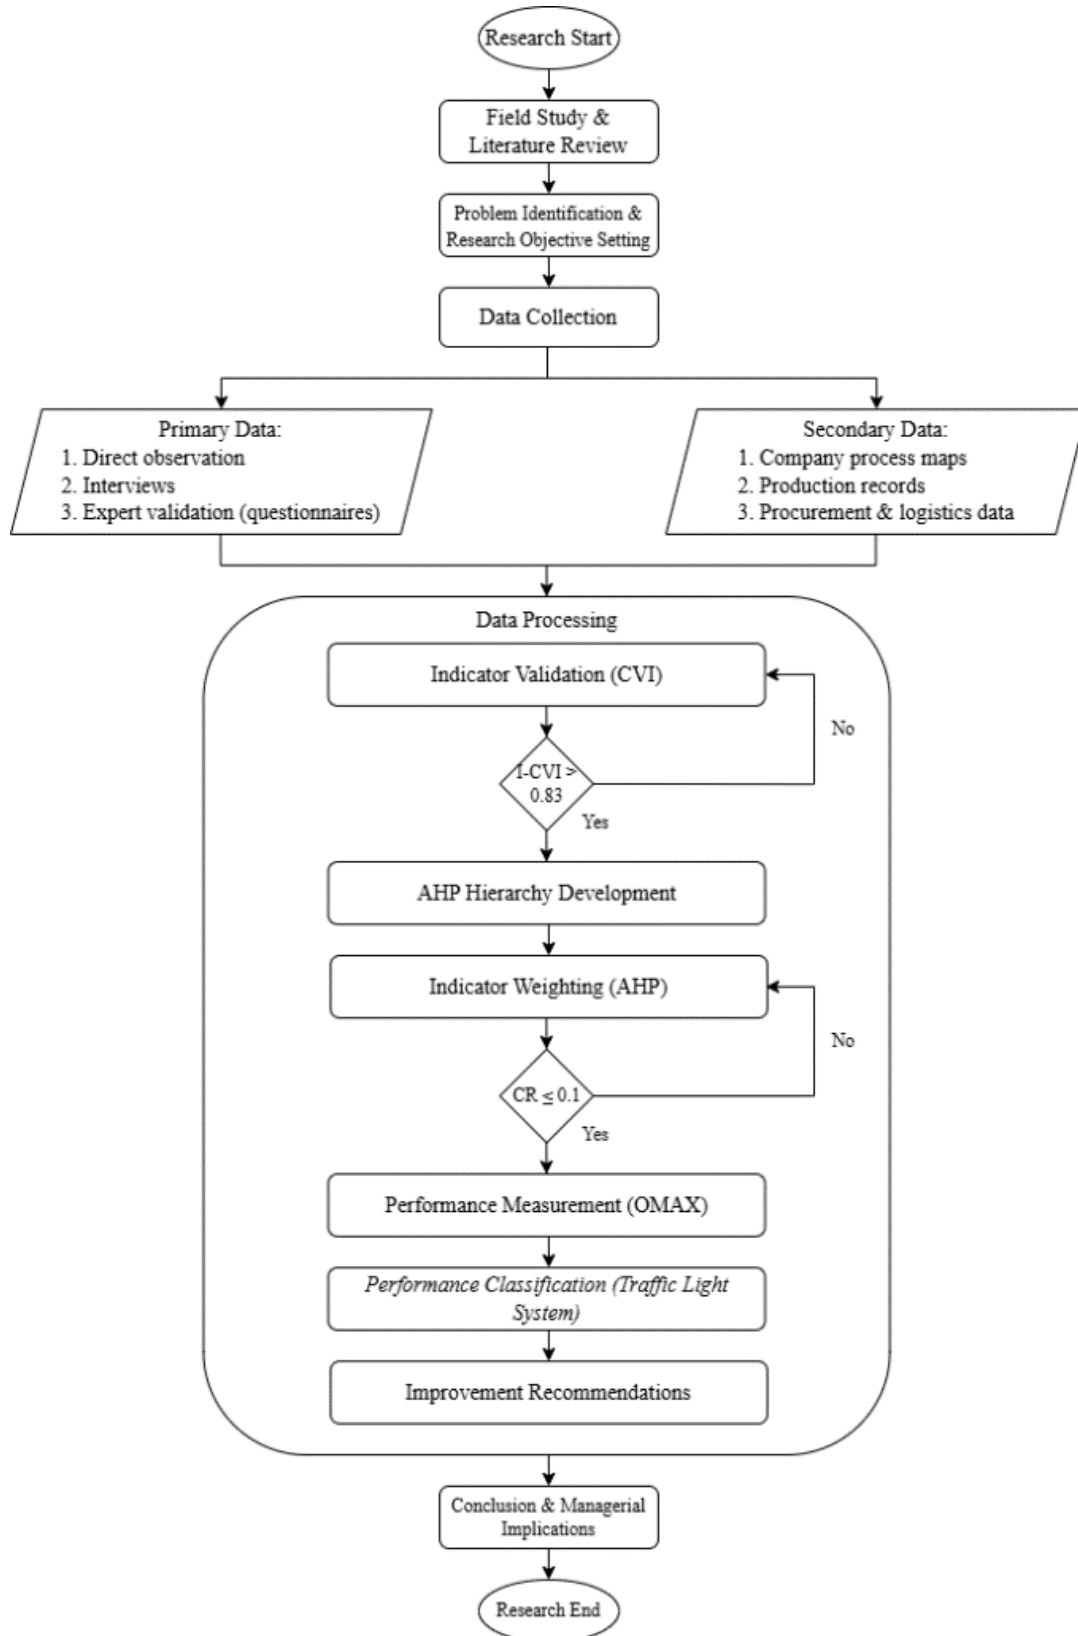 Research Start
Field Study &
Literature Review
Problem Identification &
Research Objective Setting
Data Collection
Primary Data:
1. Direct observation
2. Interviews
3. Expert validation (questionnaires)
Secondary Data:
1. Company process maps
2. Production records
3. Procurement & logistics data
Data Processing
Indicator Validation (CVI)
No
I-CVI >
0.83
Yes
AHP Hierarchy Development
Indicator Weighting (AHP)
No
CR ≤ 0.1
Yes
Performance Measurement (OMAX)
Performance Classification (Traffic Light
System)
Improvement Recommendations
Conclusion & Managerial
Implications
Research End